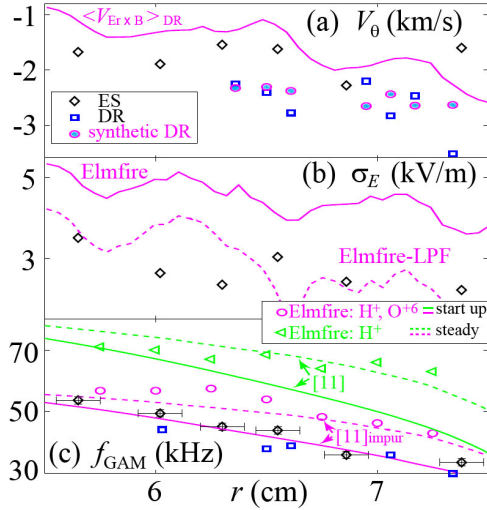 -1
<V_Er x B >_DR
(a) V_θ (km/s)
-2
ES
DR
synthetic DR
-3
5
Elmfire
(b) σ_E (kV/m)
3
Elmfire-LPF
Elmfire: H⁺, O⁺⁶
start up
Elmfire: H⁺
steady
70
[11]
50
[11]_impur
(c) f_GAM (kHz)
30
6 r (cm) 7